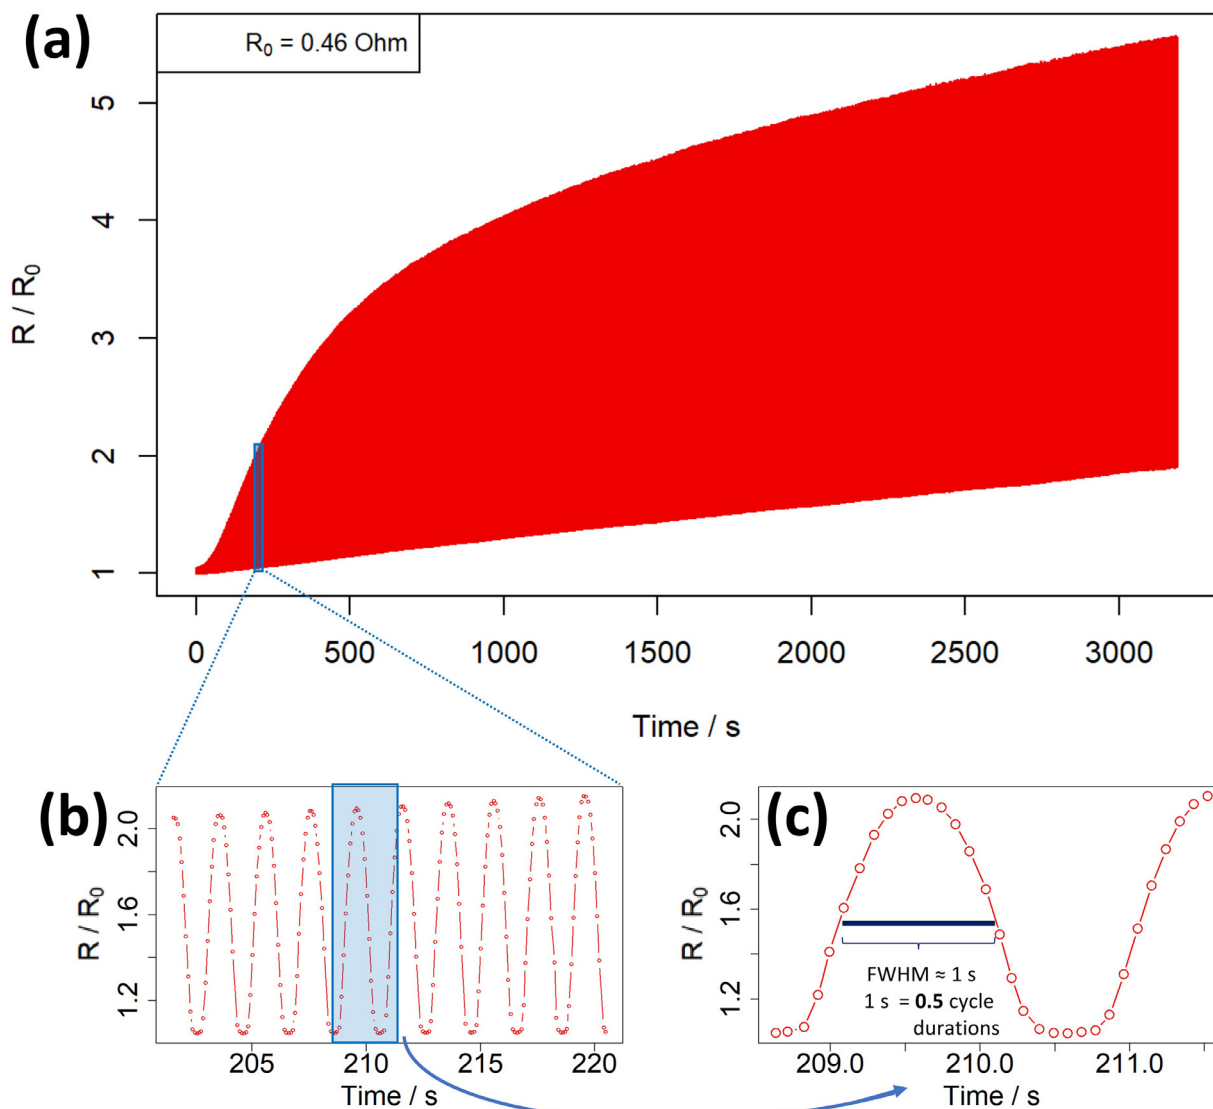 (a)
R₀ = 0.46 Ohm
R / R₀
5
4
3
2
1
0 500 1000 1500 2000 2500 3000
Time / s
(b)
R / R₀
2.0
1.6
1.2
205 210 215 220
Time / s
(c)
R / R₀
2.0
1.6
1.2
FWHM ≈ 1 s
1 s = 0.5 cycle
durations
209.0 210.0 211.0
Time / s